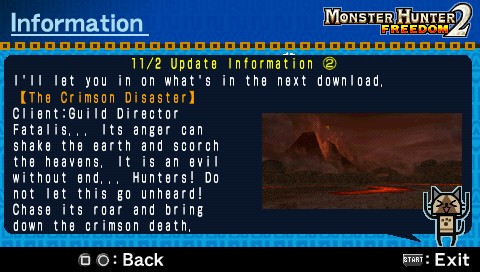 Information
MONSTER HUNTER
FREEDOM 2
11/2 Update Information ②
I'll let you in on what's in the next download.
【The Crimson Disaster】
Client:Guild Director
Fatalis... Its anger can
shake the earth and scorch
the heavens. It is an evil
without end... Hunters! Do
not let this go unheard!
Chase its roar and bring
down the crimson death.
□○: Back
START: Exit